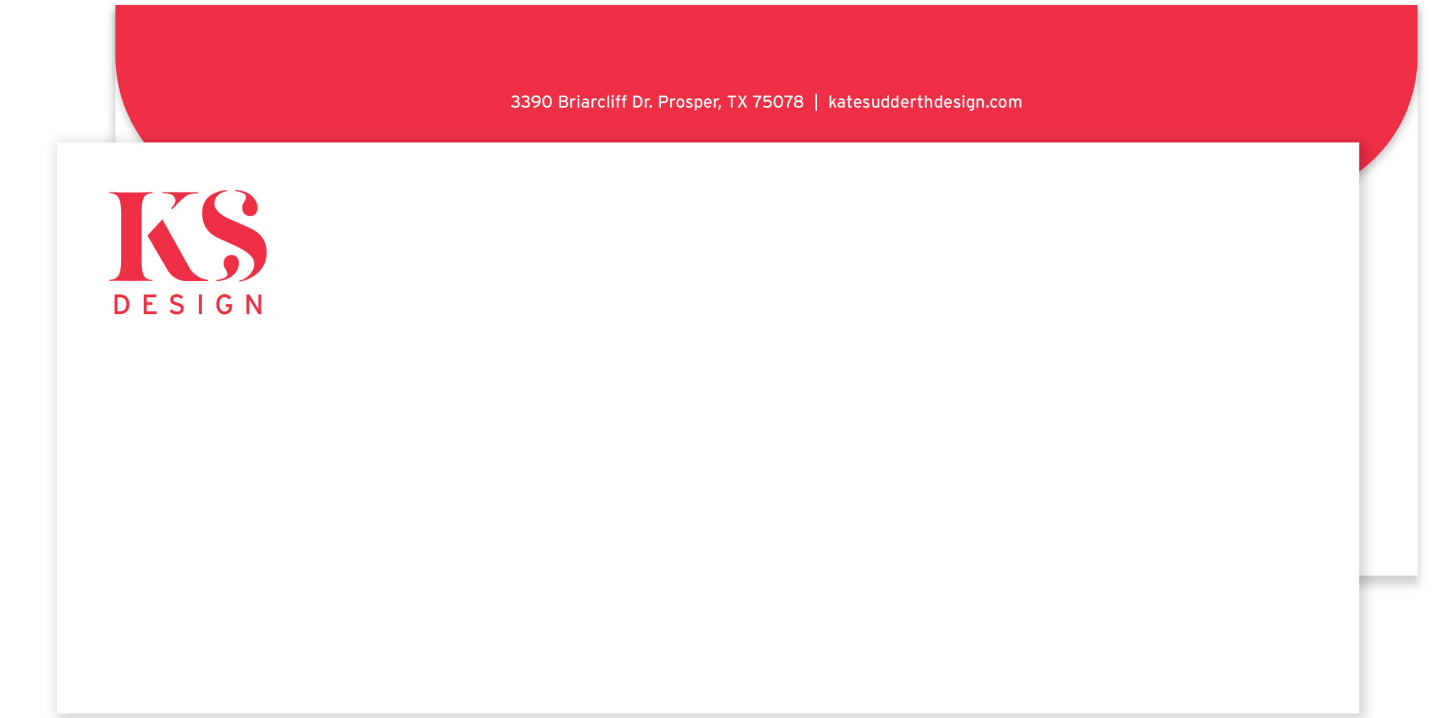 3390 Briarcliff Dr. Prosper, TX 75078 | katesudderthdesign.com
KS
DESIGN